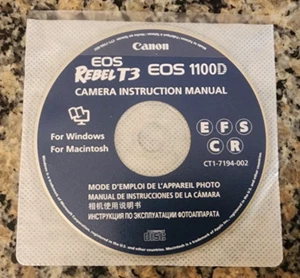 Canon
EOS
REBEL T3 EOS 1100D
CAMERA INSTRUCTION MANUAL
For Windows
For Macintosh
E F S
C R
CT1-7194-002
MODE D'EMPLOI DE L'APPAREIL PHOTO
MANUAL DE INSTRUCCIONES DE LA CÁMARA
相机使用说明书
ИНСТРУКЦИЯ ПО ЭКСПЛУАТАЦИИ ФОТОАППАРАТА
COMPACT
disc